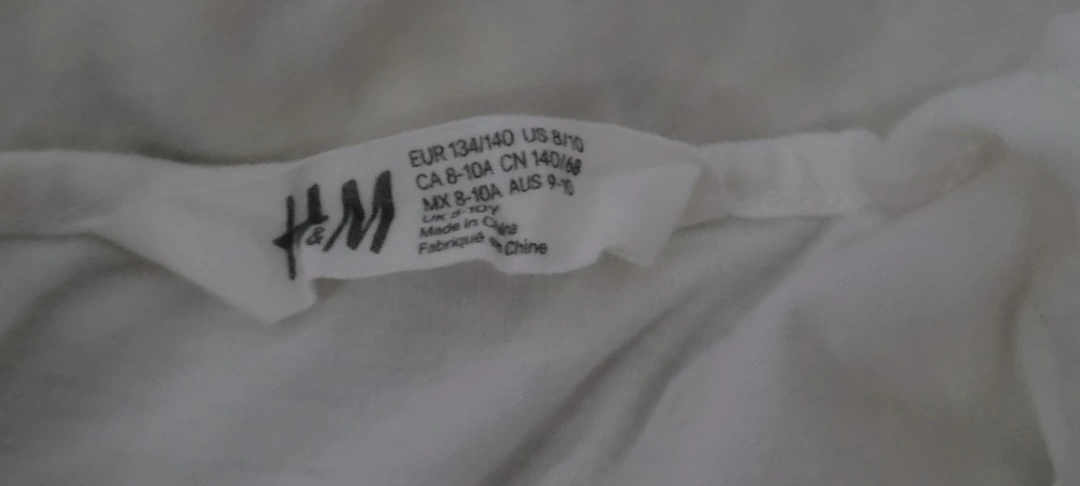 H&M
EUR 134/140 US 8/10
CA 8-10A CN 140/68
MX 8-10A AUS 9-10
UK 8-10Y
Made in China
Fabriqué en Chine